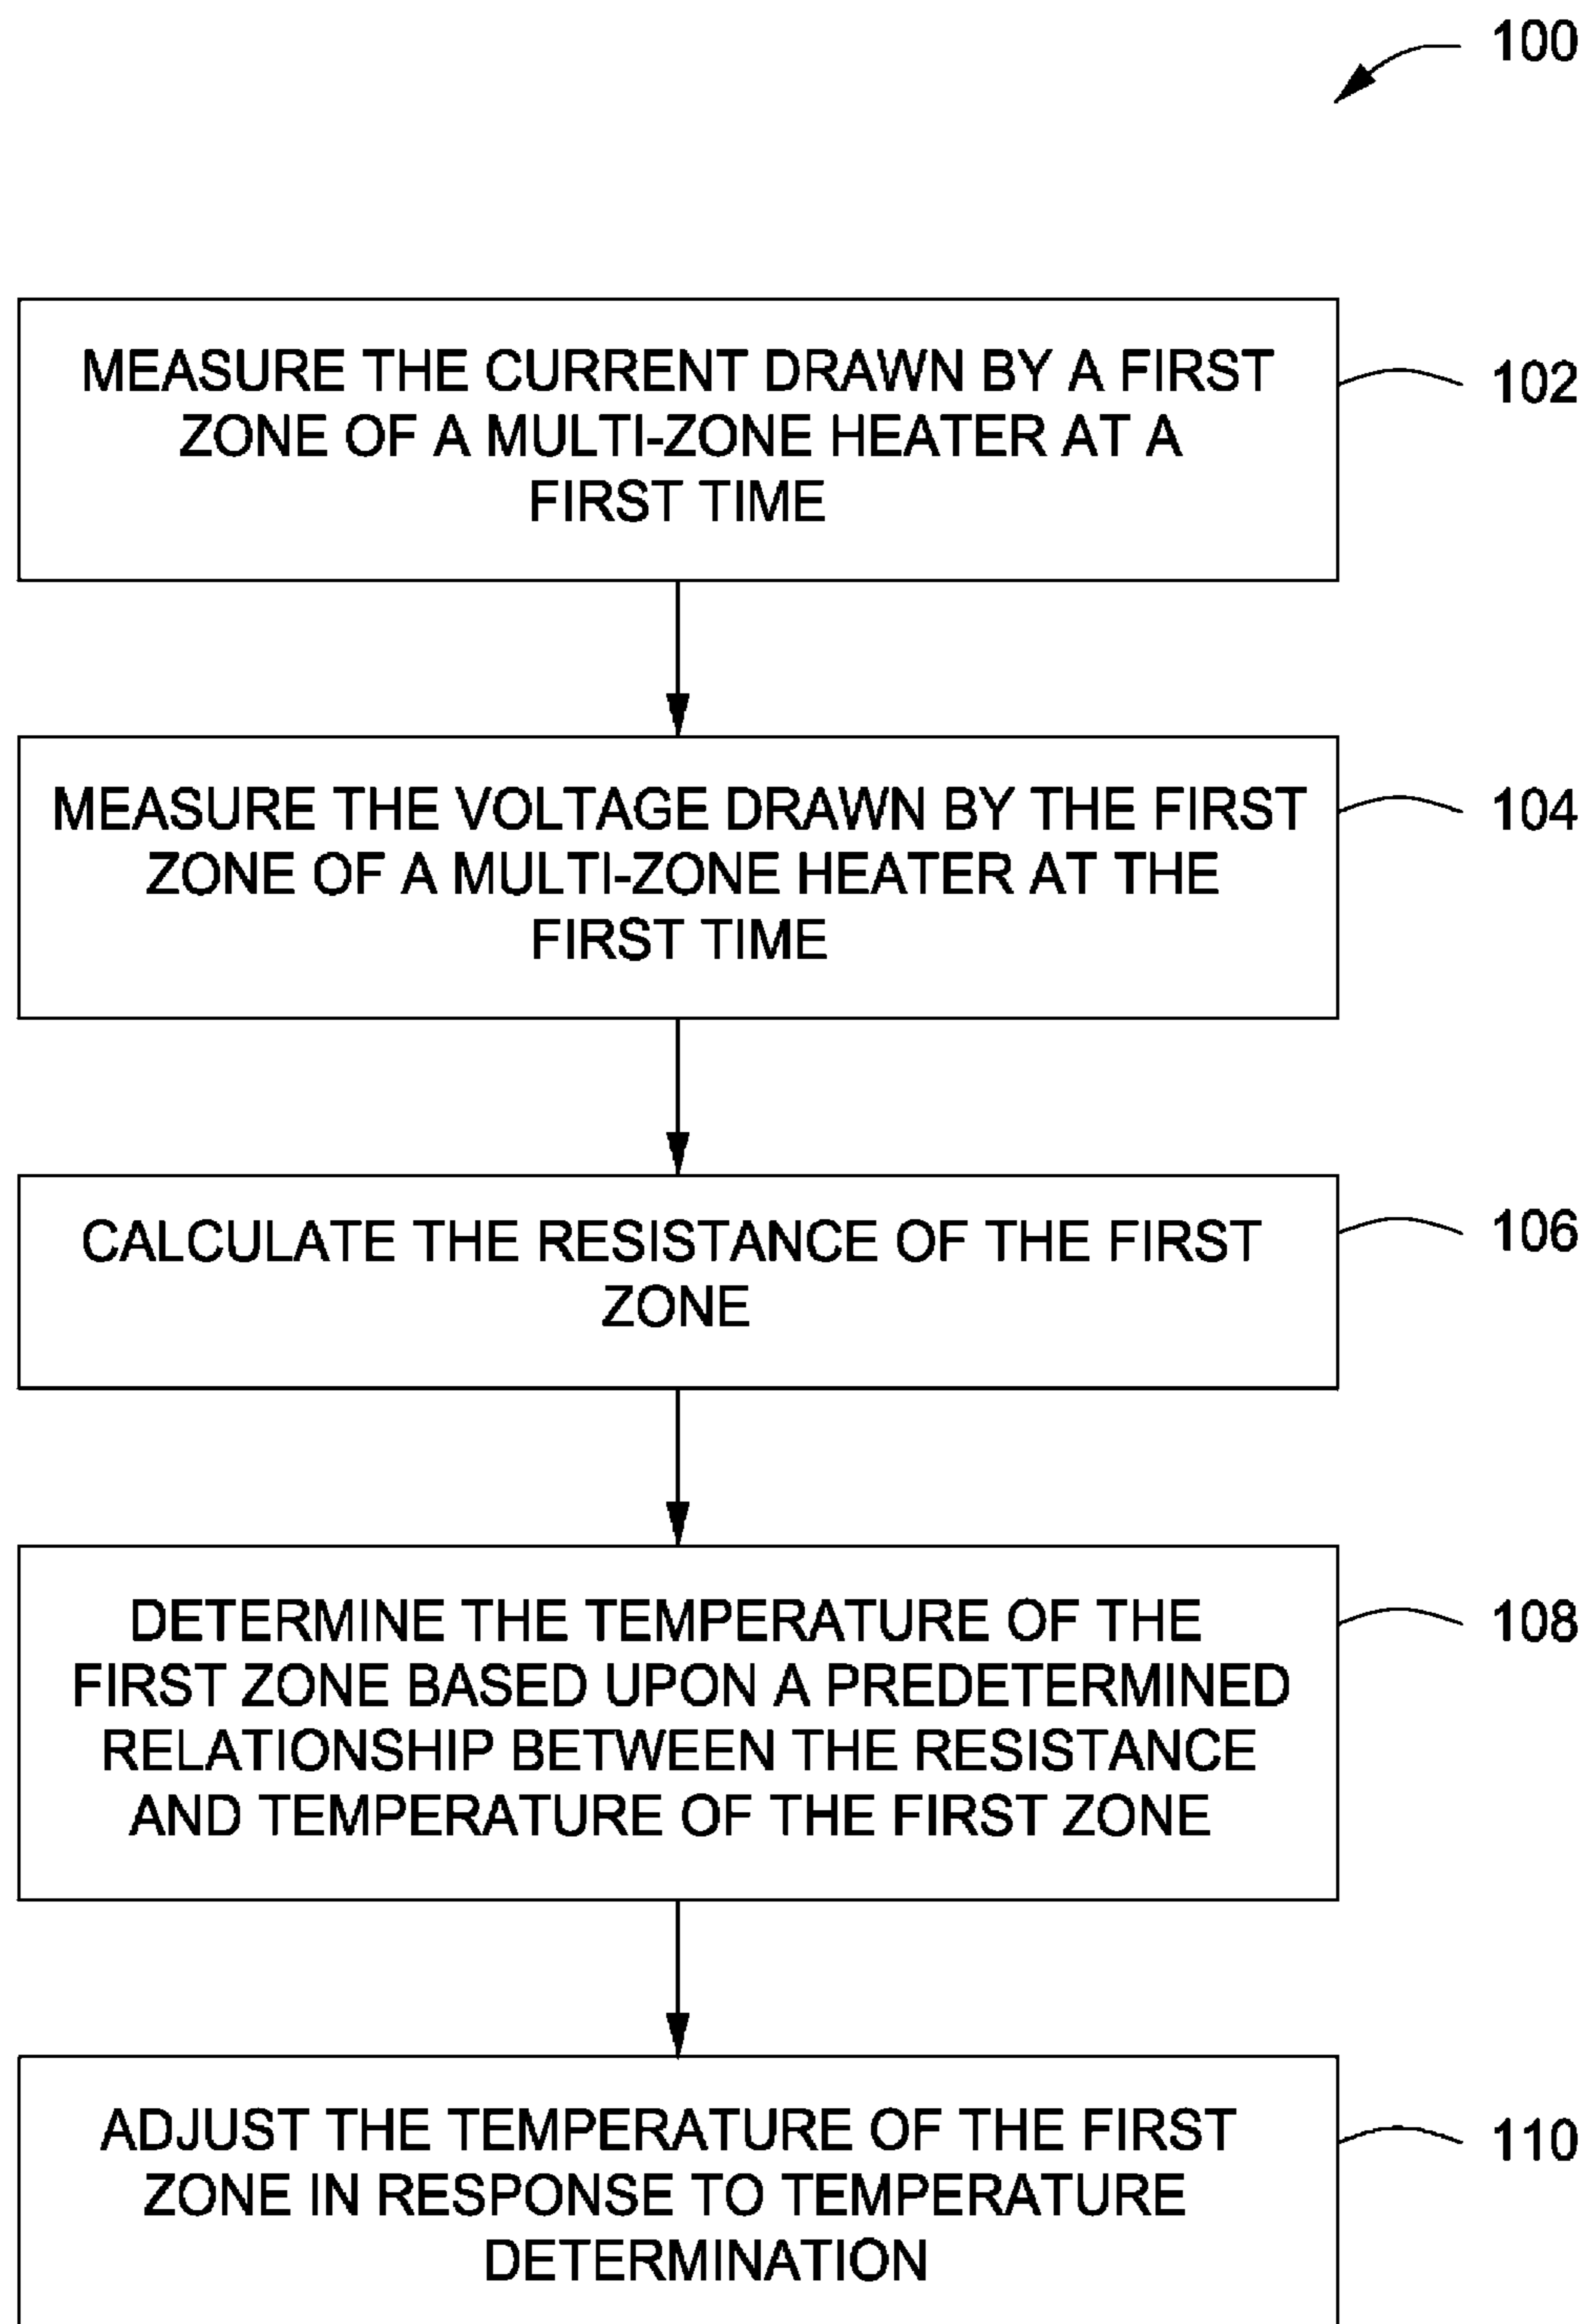 100
MEASURE THE CURRENT DRAWN BY A FIRST
ZONE OF A MULTI-ZONE HEATER AT A
FIRST TIME
102
MEASURE THE VOLTAGE DRAWN BY THE FIRST
ZONE OF A MULTI-ZONE HEATER AT THE
FIRST TIME
104
CALCULATE THE RESISTANCE OF THE FIRST
ZONE
106
DETERMINE THE TEMPERATURE OF THE
FIRST ZONE BASED UPON A PREDETERMINED
RELATIONSHIP BETWEEN THE RESISTANCE
AND TEMPERATURE OF THE FIRST ZONE
108
ADJUST THE TEMPERATURE OF THE FIRST
ZONE IN RESPONSE TO TEMPERATURE
DETERMINATION
110